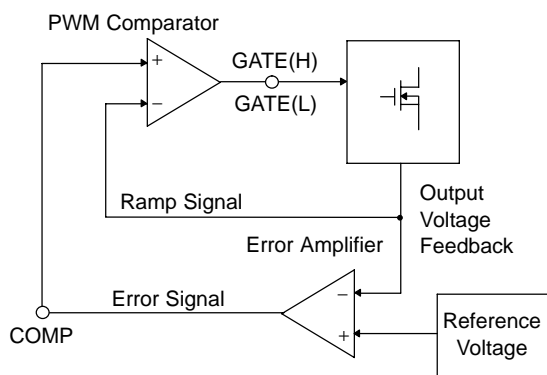 PWM Comparator
+
−
GATE(H)
GATE(L)
Ramp Signal
Output
Voltage
Feedback
Error Amplifier
Error Signal
−
+
COMP
Reference
Voltage